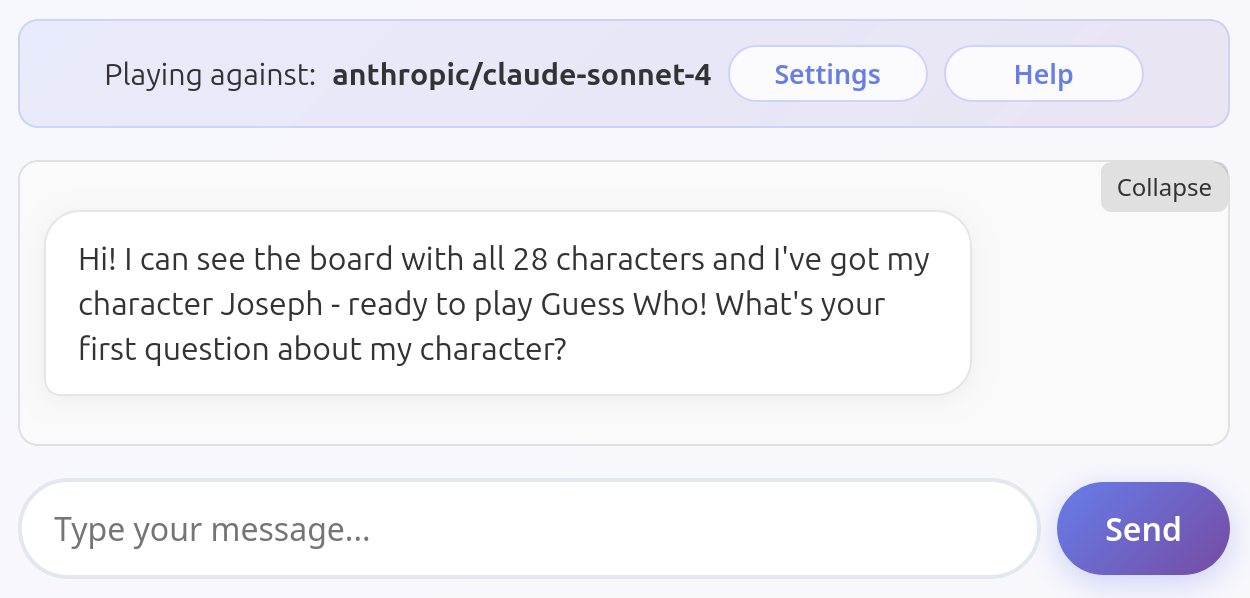 Playing against: anthropic/claude-sonnet-4 Settings Help
Collapse
Hi! I can see the board with all 28 characters and I've got my
character Joseph - ready to play Guess Who! What's your
first question about my character?
Type your message... Send